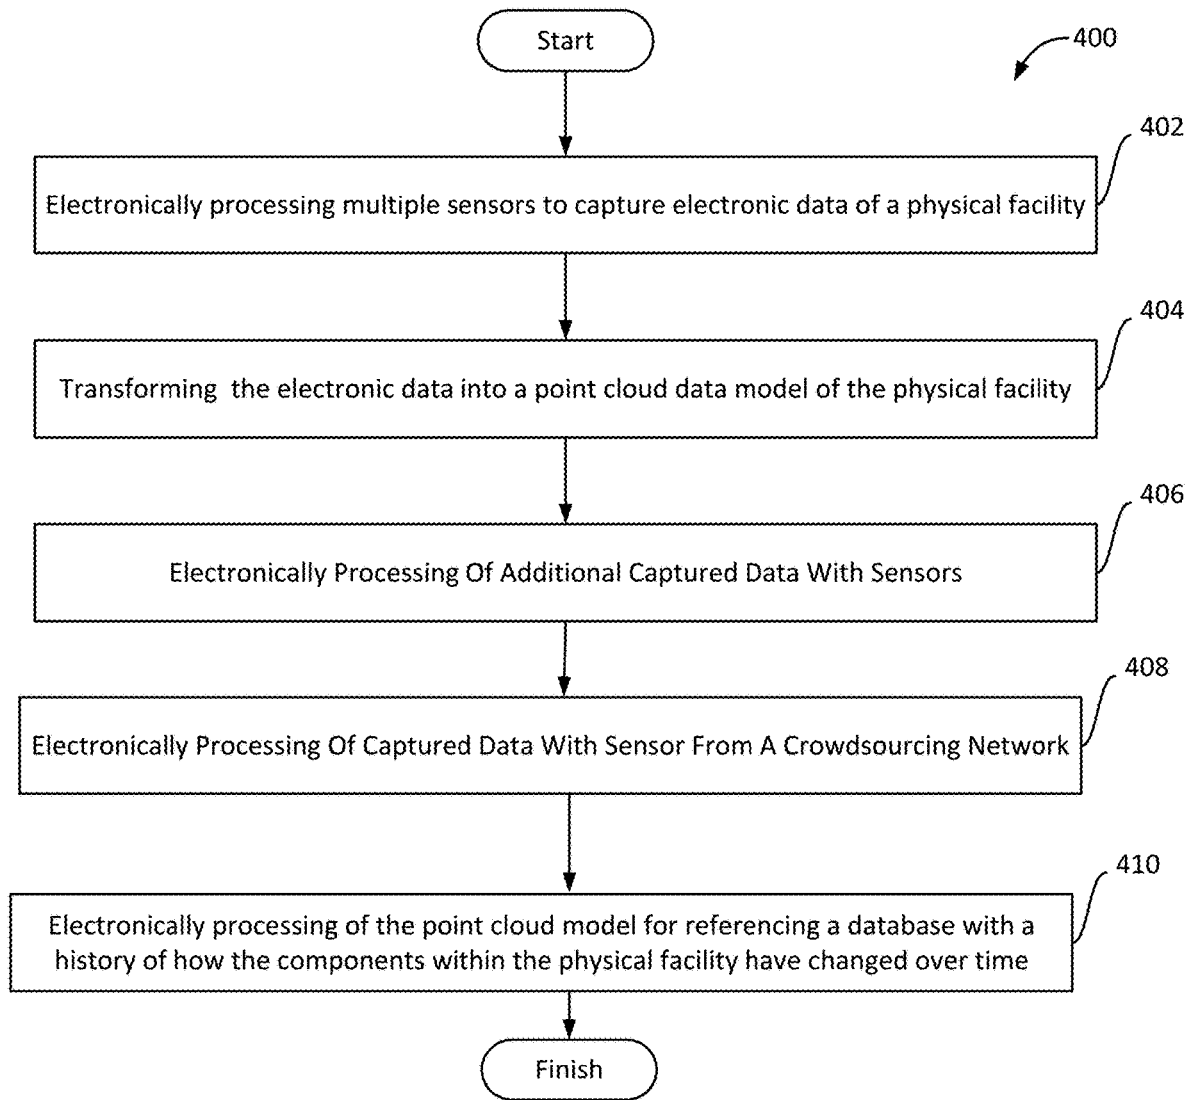 Start
400
402
Electronically processing multiple sensors to capture electronic data of a physical facility
404
Transforming the electronic data into a point cloud data model of the physical facility
406
Electronically Processing Of Additional Captured Data With Sensors
408
Electronically Processing Of Captured Data With Sensor From A Crowdsourcing Network
410
Electronically processing of the point cloud model for referencing a database with a
history of how the components within the physical facility have changed over time
Finish